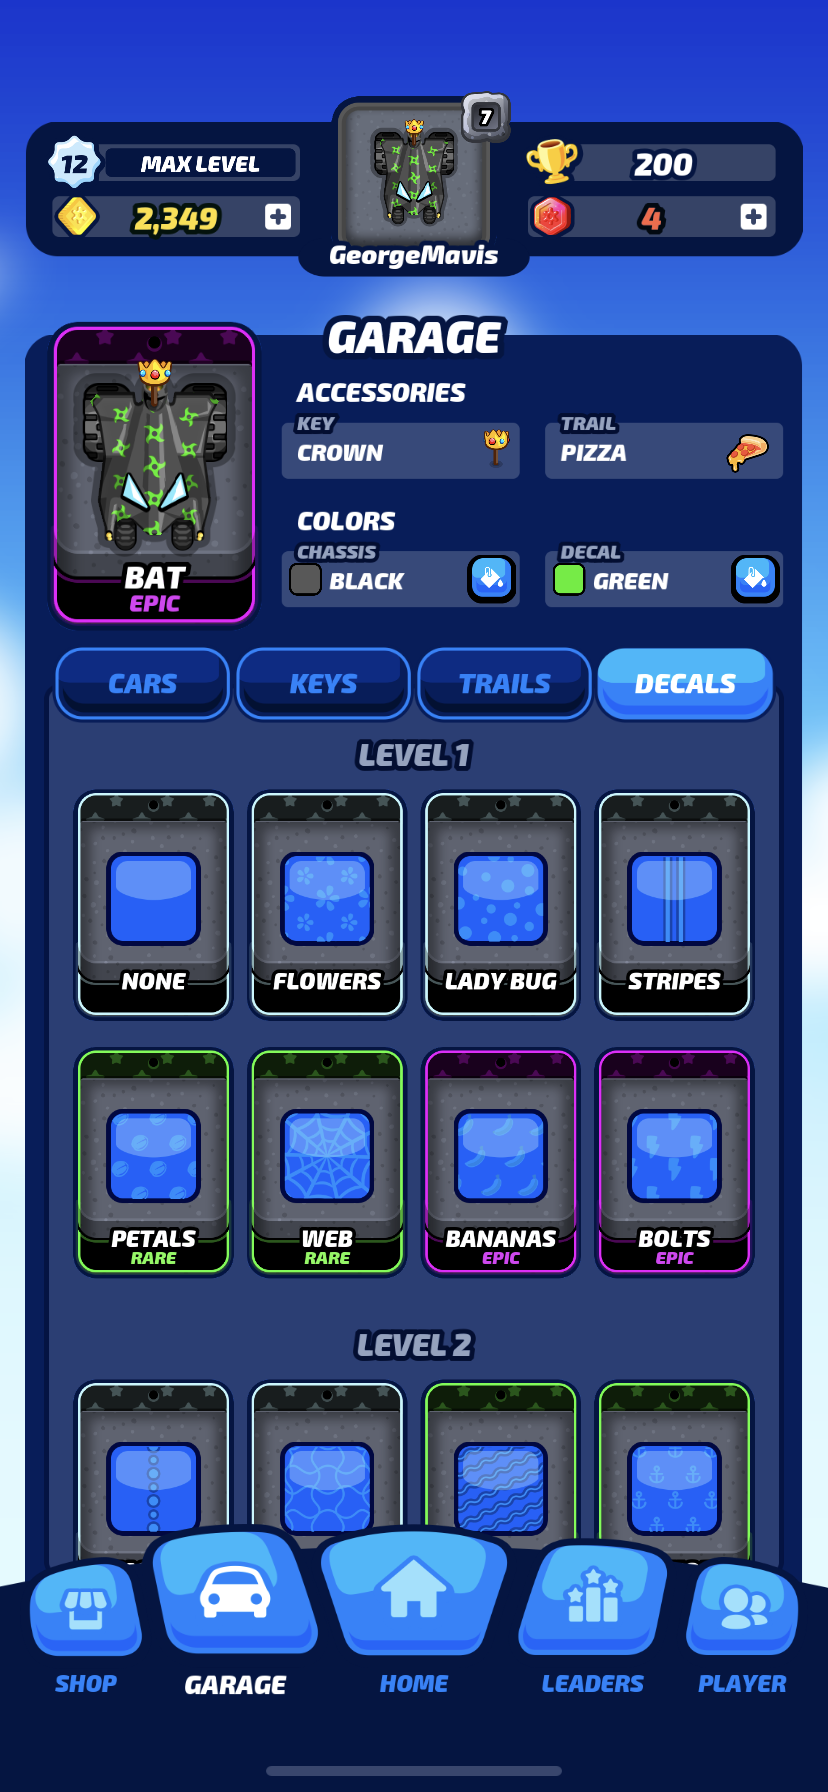 7
12 MAX LEVEL
200
2,349
4
GeorgeMavis
GARAGE
ACCESSORIES
KEY
CROWN
TRAIL
PIZZA
COLORS
CHASSIS
BLACK
DECAL
GREEN
BAT
EPIC
CARS KEYS TRAILS DECALS
LEVEL 1
NONE FLOWERS LADY BUG STRIPES
PETALS WEB BANANAS BOLTS
RARE RARE EPIC EPIC
LEVEL 2
SHOP GARAGE HOME LEADERS PLAYER